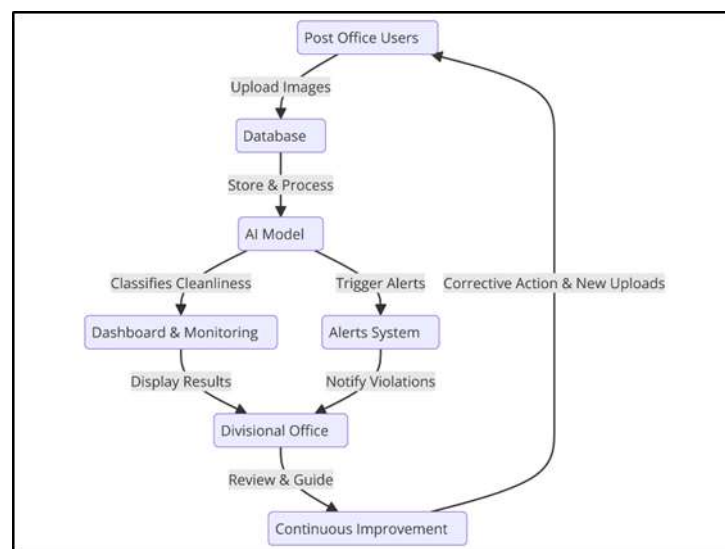 Post Office Users
Upload Images
Database
Store & Process
AI Model
Classifies Cleanliness
Trigger Alerts
Corrective Action & New Uploads
Dashboard & Monitoring
Alerts System
Display Results
Notify Violations
Divisional Office
Review & Guide
Continuous Improvement